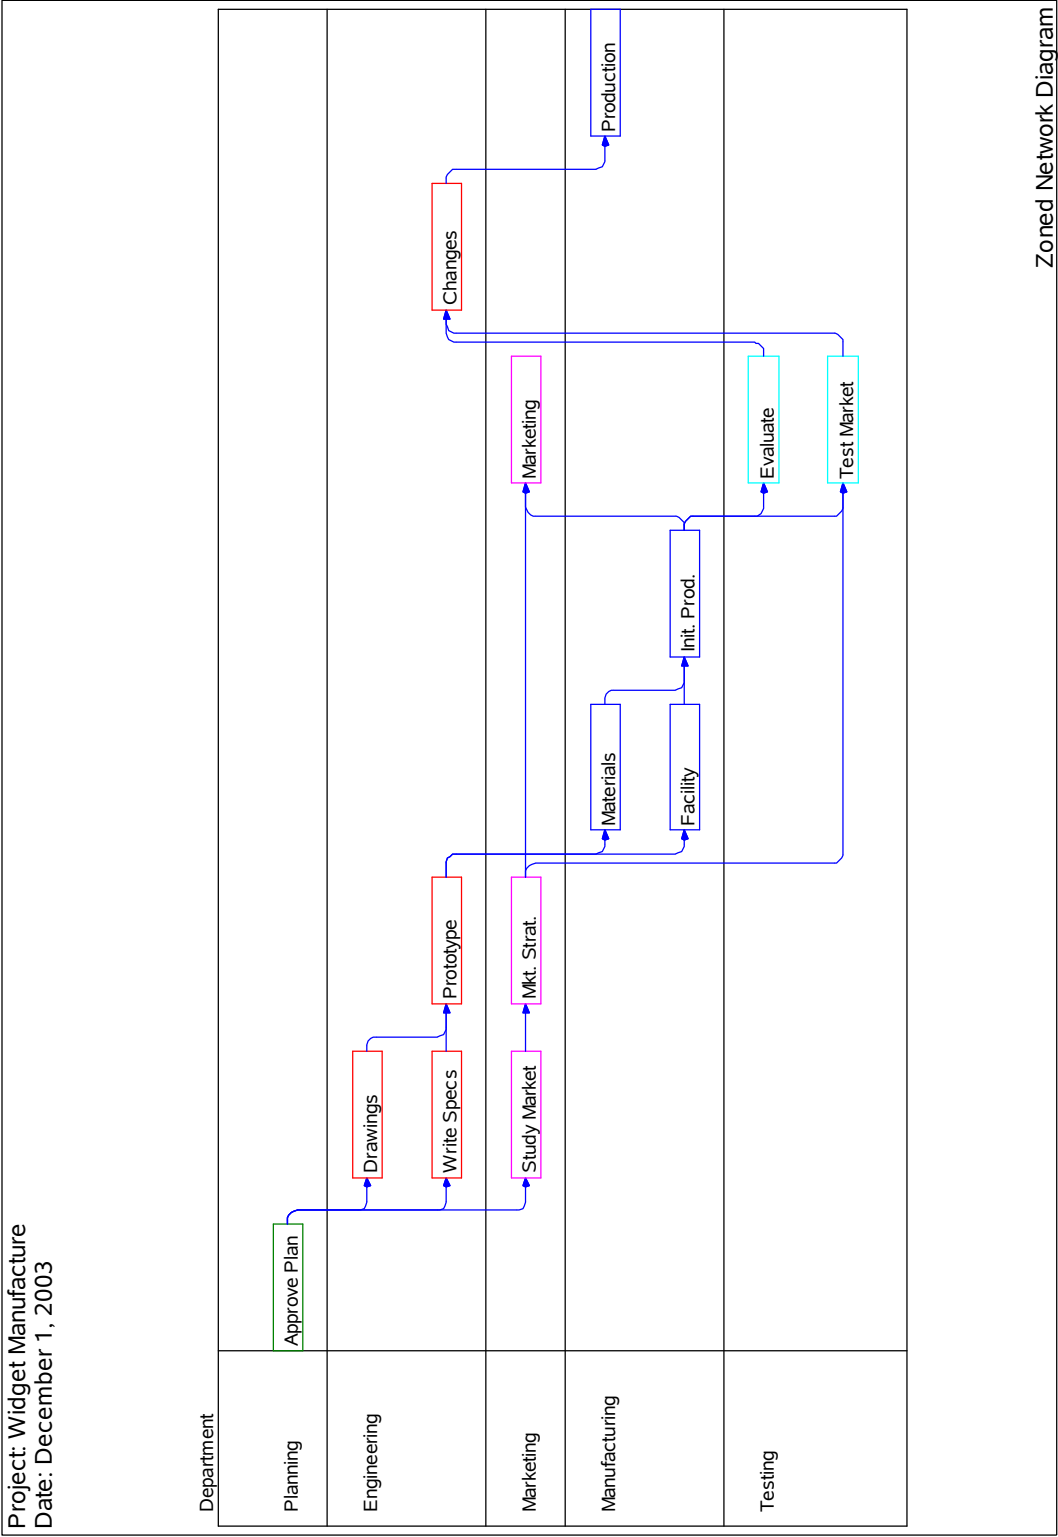 Project: Widget Manufacture
Date: December 1, 2003
Department
Planning
Approve Plan
Engineering
Drawings
Write Specs
Prototype
Changes
Marketing
Study Market
Mkt. Strat.
Marketing
Manufacturing
Materials
Production
Facility
Init. Prod.
Testing
Evaluate
Test Market
Zoned Network Diagram